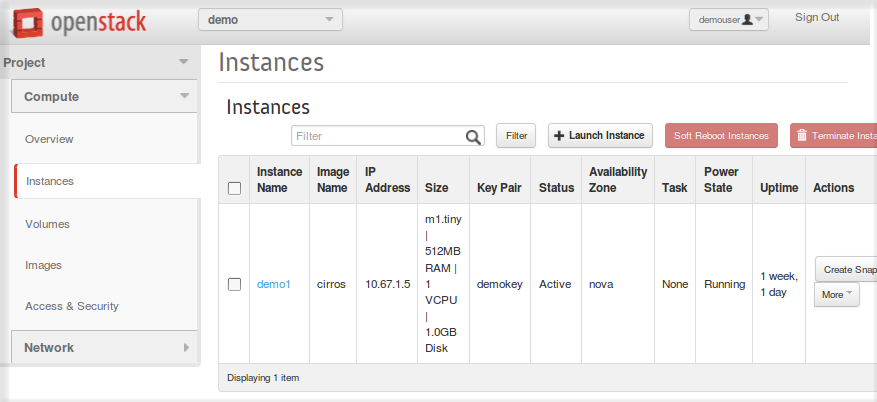 openstack
demo
demouser
Sign Out
Project
Compute
Overview
Instances
Volumes
Images
Access & Security
Network
Instances
Instances
Filter
Filter
Launch Instance
Soft Reboot Instances
Terminate Insta
Instance Name
Image Name
IP Address
Size
Key Pair
Status
Availability Zone
Task
Power State
Uptime
Actions
demo1
cirros
10.67.1.5
m1.tiny
|
512MB
RAM |
1
VCPU
|
1.0GB
Disk
demokey
Active
nova
None
Running
1 week,
1 day
Create Snap
More
Displaying 1 item